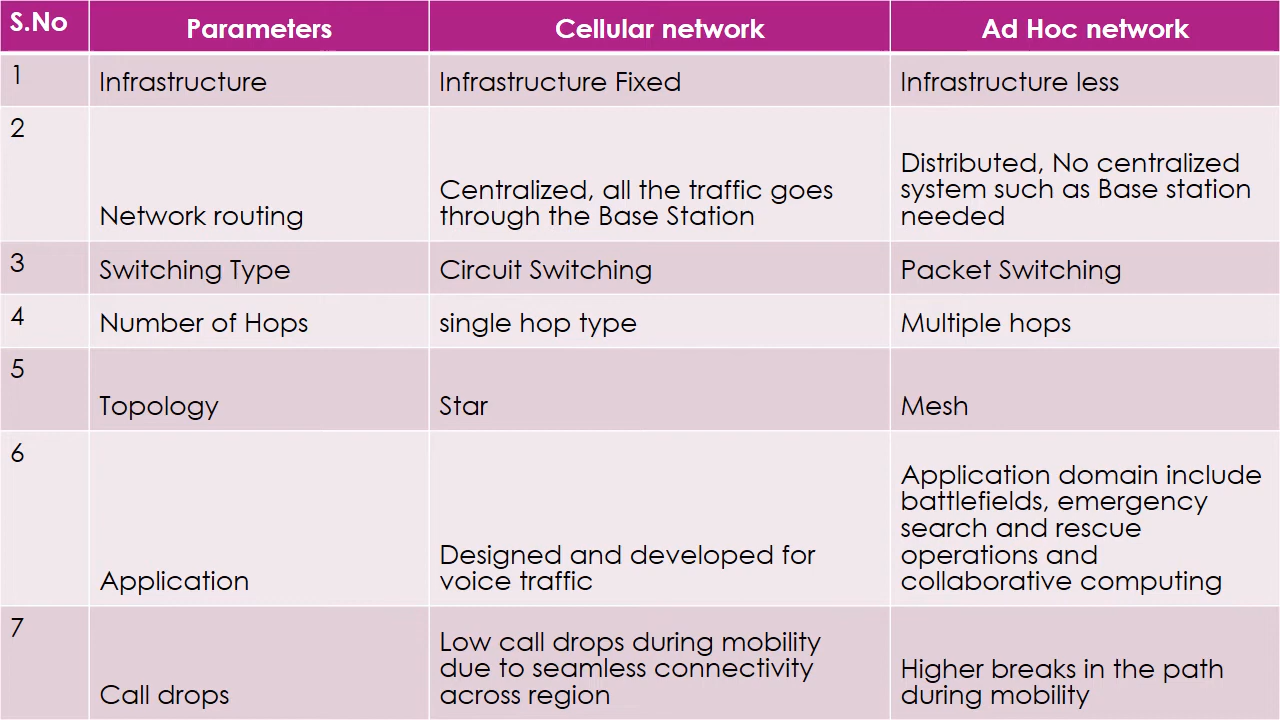 S.No Parameters Cellular network Ad Hoc network
1 Infrastructure Infrastructure Fixed Infrastructure less
2 Network routing Centralized, all the traffic goes
through the Base Station
Distributed, No centralized
system such as Base station
needed
3 Switching Type Circuit Switching Packet Switching
4 Number of Hops single hop type Multiple hops
5 Topology Star Mesh
6 Application Designed and developed for
voice traffic
Application domain include
battlefields, emergency
search and rescue
operations and
collaborative computing
7 Call drops Low call drops during mobility
due to seamless connectivity
across region
Higher breaks in the path
during mobility